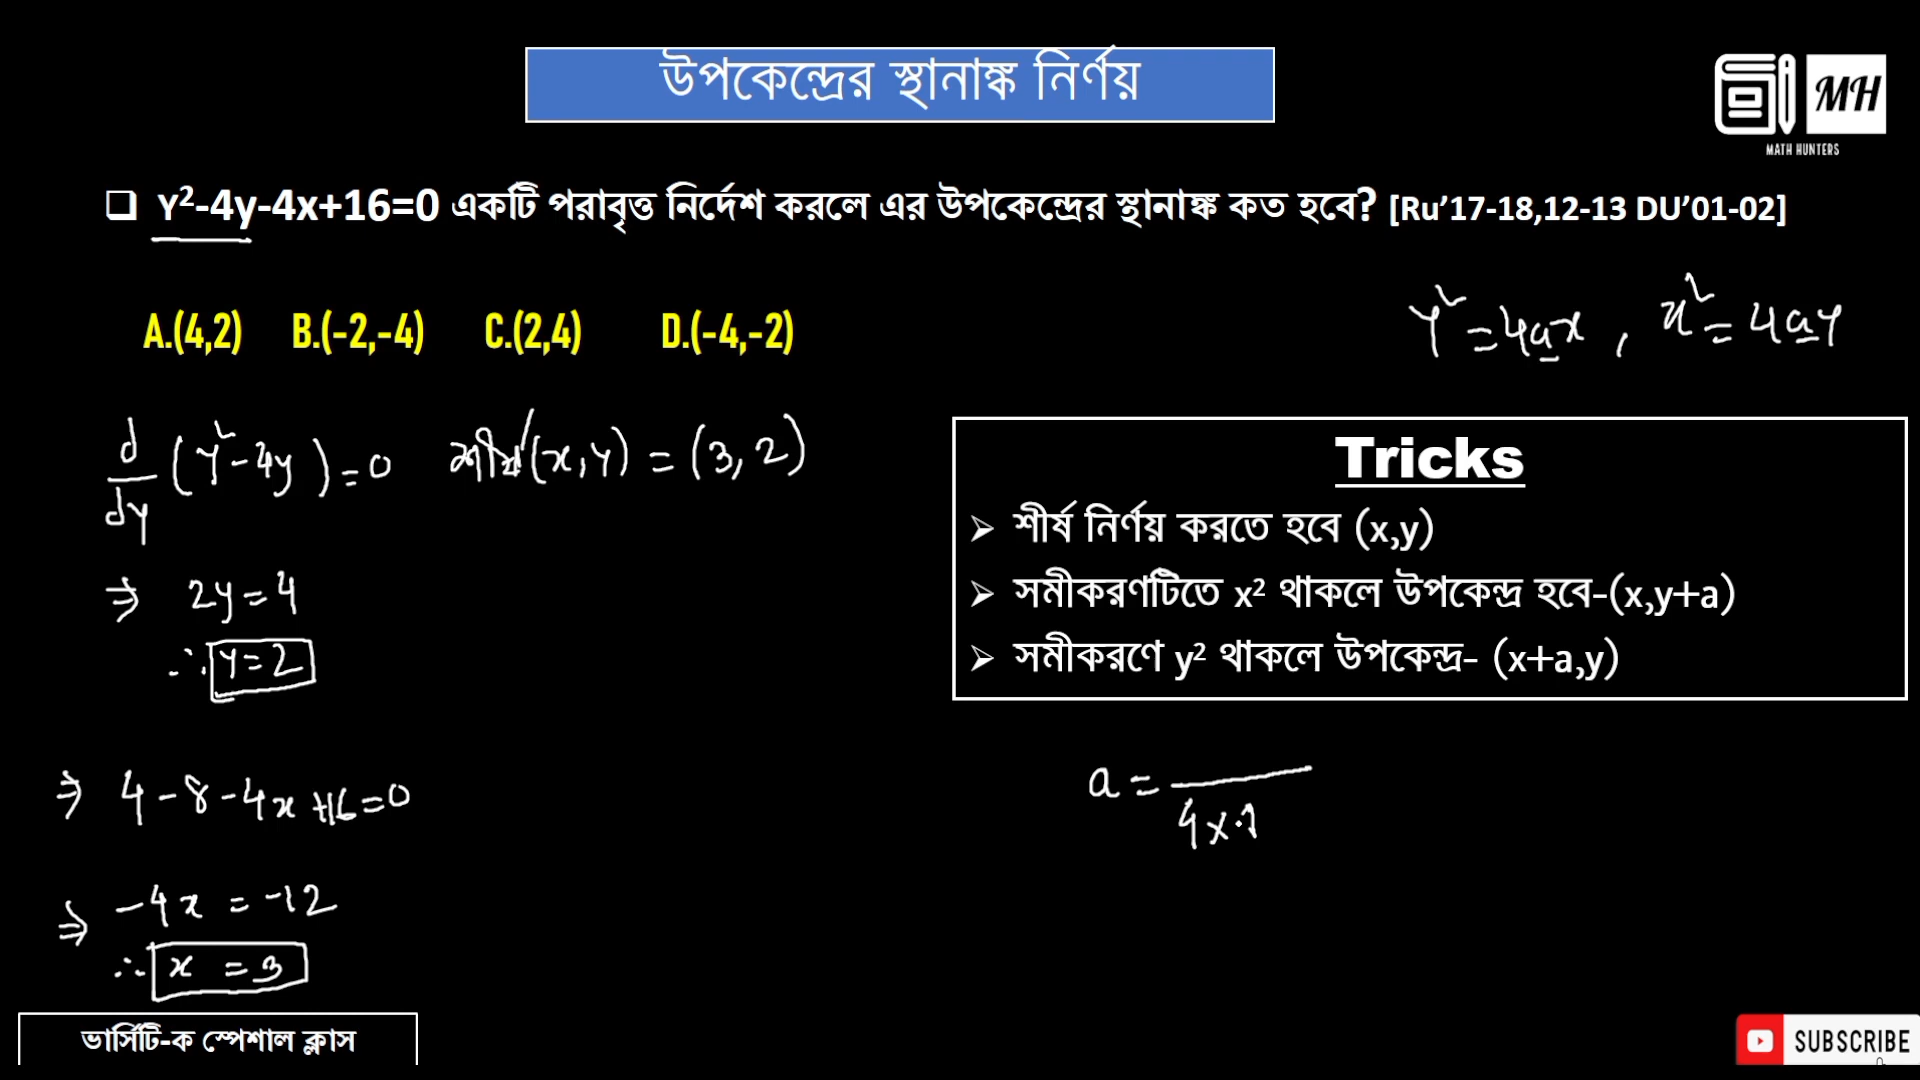 উপকেন্দ্রের স্থানাঙ্ক নির্ণয়
MH
MATH HUNTERS
❑ Y²-4y-4x+16=0 একটি পরাবৃত্ত নির্দেশ করলে এর উপকেন্দ্রের স্থানাঙ্ক কত হবে? [Ru’17-18,12-13 DU’01-02]
A.(4,2) B.(-2,-4) C.(2,4) D.(-4,-2)
Y²=4ax , x²=4ay
d/dy (y²-4y)=0 শীর্ষ(x,y) = (3,2)
⇒ 2y=4
∴ y=2
⇒ 4-8-4x+16=0
⇒ -4x = -12
∴ x = 3
Tricks
➢ শীর্ষ নির্ণয় করতে হবে (x,y)
➢ সমীকরণটিতে x² থাকলে উপকেন্দ্র হবে-(x,y+a)
➢ সমীকরণে y² থাকলে উপকেন্দ্র- (x+a,y)
a =
4×
ভার্সিটি-ক স্পেশাল ক্লাস
SUBSCRIBE